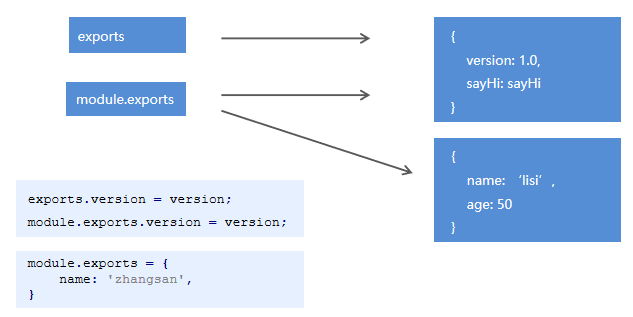 exports
{
version: 1.0,
sayHi: sayHi
}
module.exports
{
name: ‘lisi’,
age: 50
}
exports.version = version;
module.exports.version = version;
module.exports = {
    name: 'zhangsan',
}